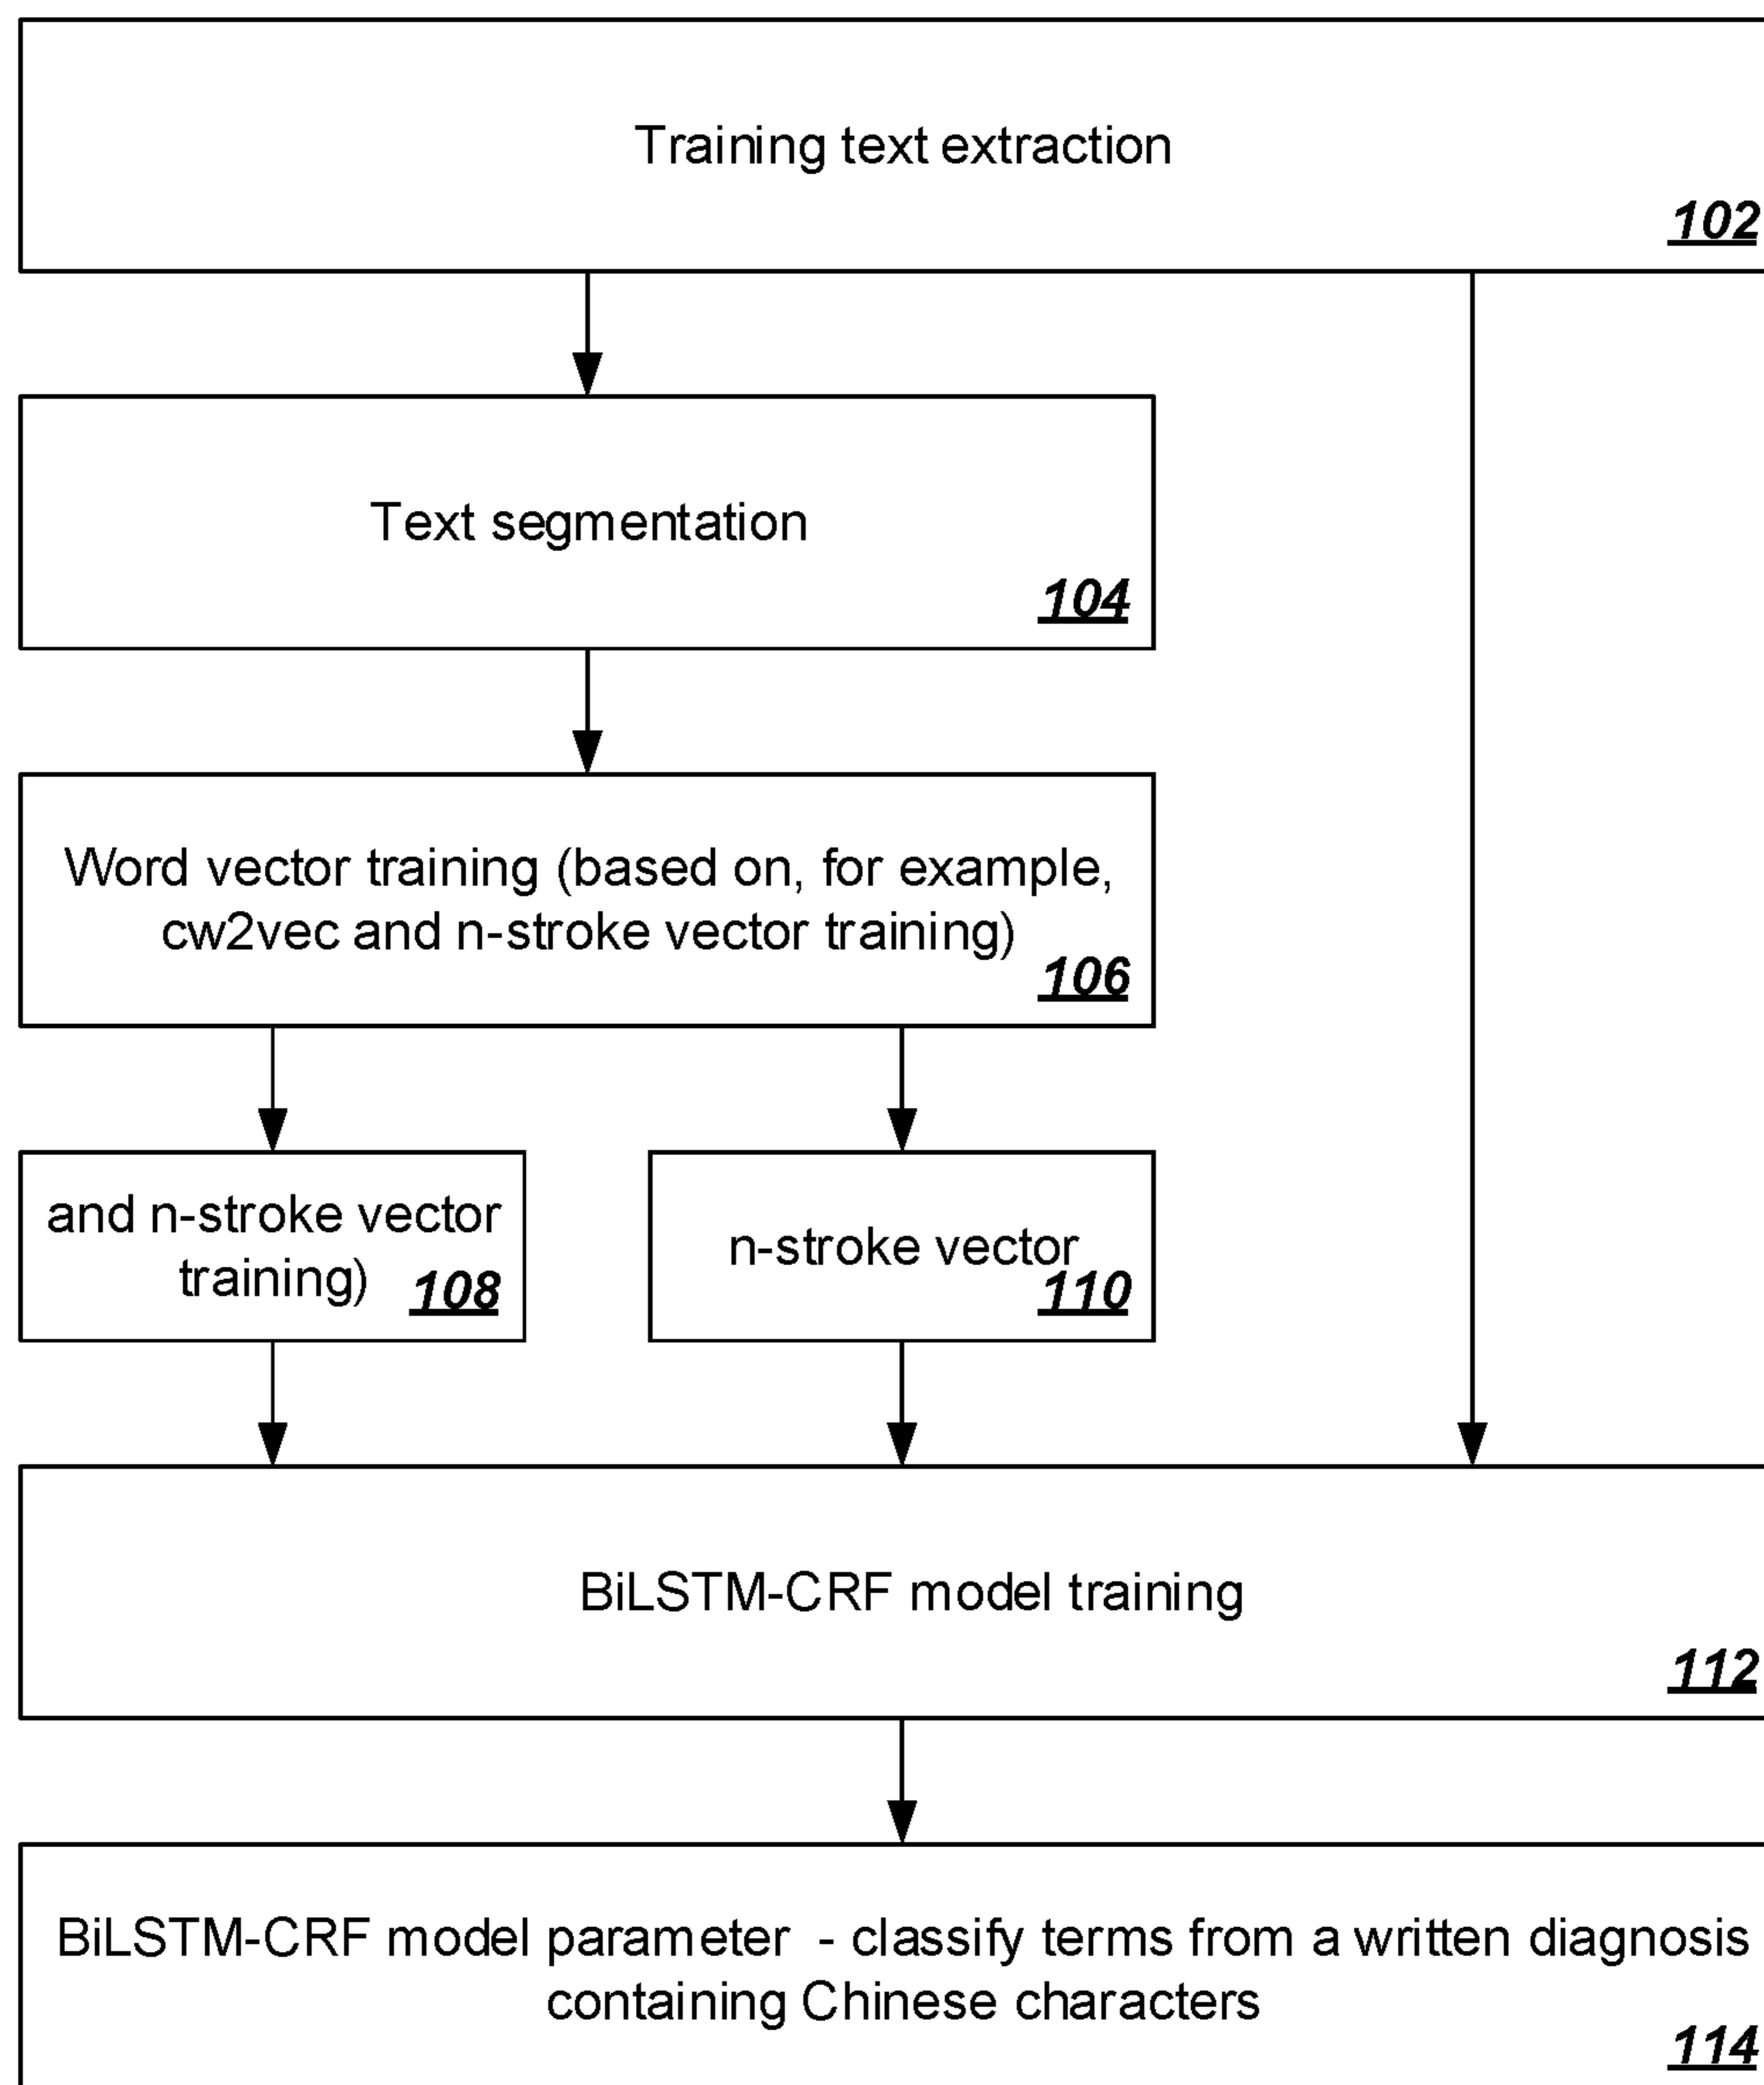 Training text extraction
102
Text segmentation
104
Word vector training (based on, for example,
cw2vec and n-stroke vector training)
106
and n-stroke vector
training)
108
n-stroke vector
110
BiLSTM-CRF model training
112
BiLSTM-CRF model parameter - classify terms from a written diagnosis
containing Chinese characters
114